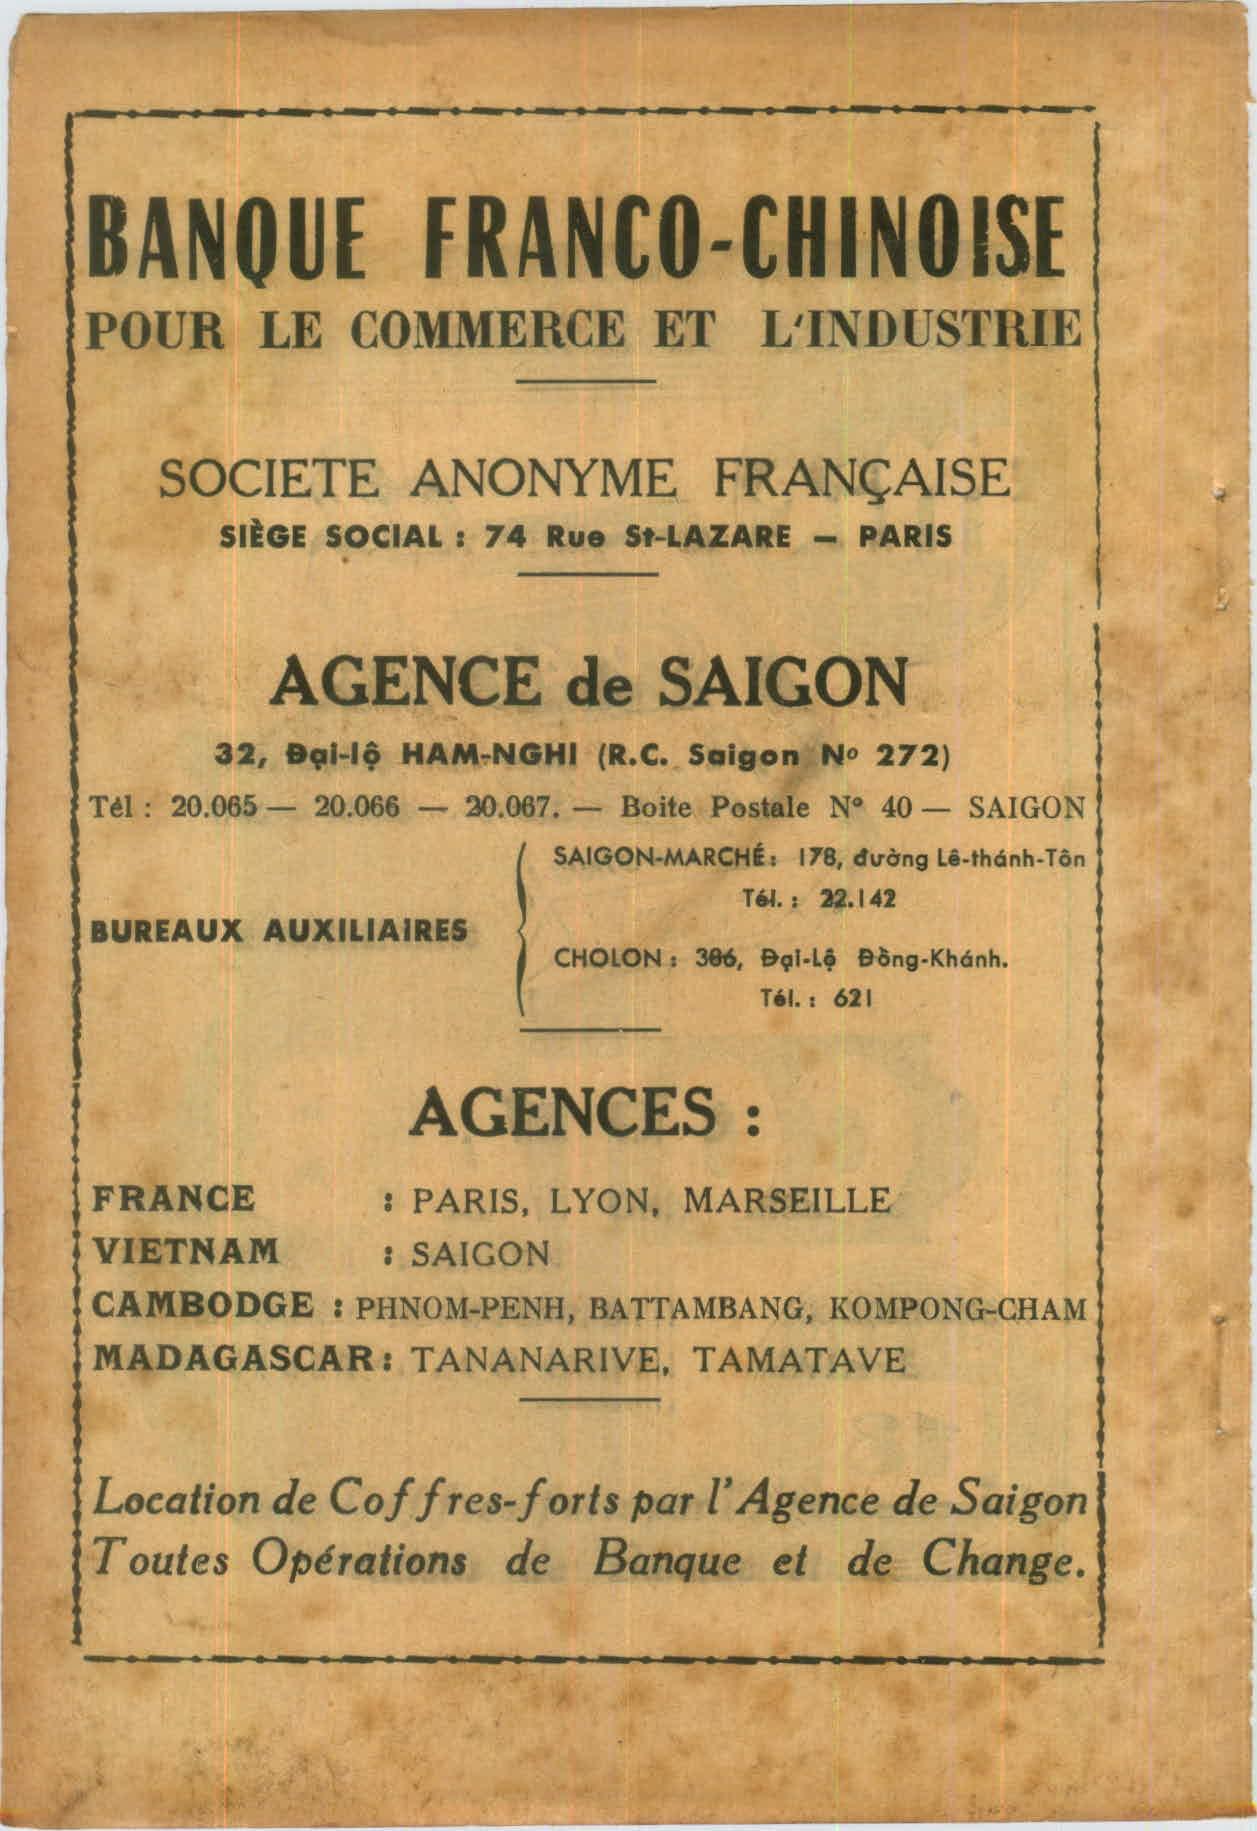 BANQUE FRANCO-CHINOISE
POUR LE COMMERCE ET L'INDUSTRIE
SOCIETE ANONYME FRANÇAISE
SIÈGE SOCIAL : 74 Rue St-LAZARE — PARIS
AGENCE de SAIGON
32, Đại-lộ HAM-NGHI (R.C. Saigon Nº 272)
Tél : 20.065 — 20.066 — 20.067. — Boite Postale N° 40 — SAIGON
SAIGON-MARCHÉ : 178, đường Lê-thánh-Tôn
Tél. : 22.142
BUREAUX AUXILIAIRES
CHOLON : 386, Đại-Lộ Đồng-Khánh.
Tél. : 621
AGENCES :
FRANCE : PARIS, LYON, MARSEILLE
VIETNAM : SAIGON
CAMBODGE : PHNOM-PENH, BATTAMBANG, KOMPONG-CHAM
MADAGASCAR : TANANARIVE, TAMATAVE
Location de Coffres-forts par l'Agence de Saigon
Toutes Opérations de Banque et de Change.